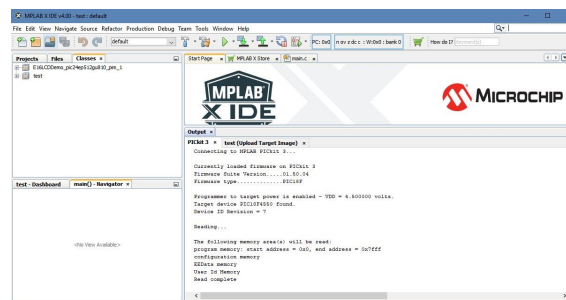 MPLAB X IDE v4.00 - test : default
File Edit View Navigate Source Refactor Production Debug Team Tools Window Help
default
PC: 0x0
n ov z dc c : W:0x0 : bank 0
How do I?
Projects Files Classes
E16LCDDemo_pic24ep512gu810_pim_1
test
Start Page MPLAB X Store main.c
MPLAB
X IDE
MICROCHIP
Output
PICkit 3 test (Upload Target Image)
Connecting to MPLAB PICkit 3...
Currently loaded firmware on PICkit 3
Firmware Suite Version.....01.50.04
Firmware type..............PIC18F
Programmer to target power is enabled - VDD = 4.500000 volts.
Target device PIC18F4550 found.
Device ID Revision = 7
Reading...
The following memory area(s) will be read:
program memory: start address = 0x0, end address = 0x7fff
configuration memory
EEData memory
User Id Memory
Read complete
test - Dashboard main() - Navigator
<No View Available>